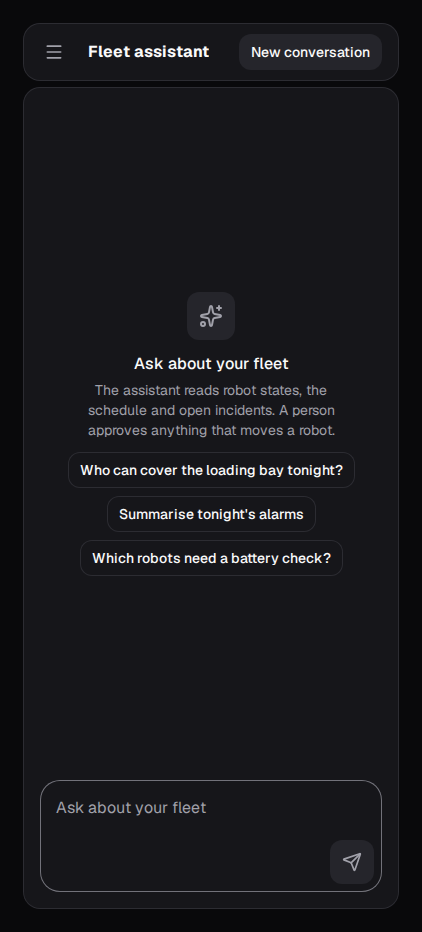 Fleet assistant
New conversation
Ask about your fleet
The assistant reads robot states, the
schedule and open incidents. A person
approves anything that moves a robot.
Who can cover the loading bay tonight?
Summarise tonight's alarms
Which robots need a battery check?
Ask about your fleet